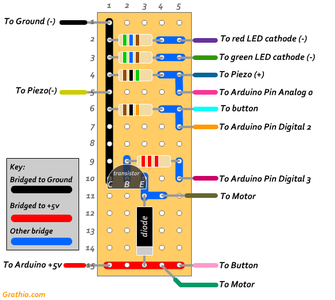 1 2 3 4 5
To Ground (-)
1
To red LED cathode (-)
2
To green LED cathode (-)
3
To Piezo (+)
4
To Piezo(-)
5
To Arduino Pin Analog 0
To button
6
To Arduino Pin Digital 2
7
8
9
transistor
C B E
To Arduino Pin Digital 3
10
To Motor
11
12
diode
13
14
To Arduino +5v
15
To Button
To Motor
Key:
Bridged to Ground
Bridged to +5v
Other bridge
Grathio.com